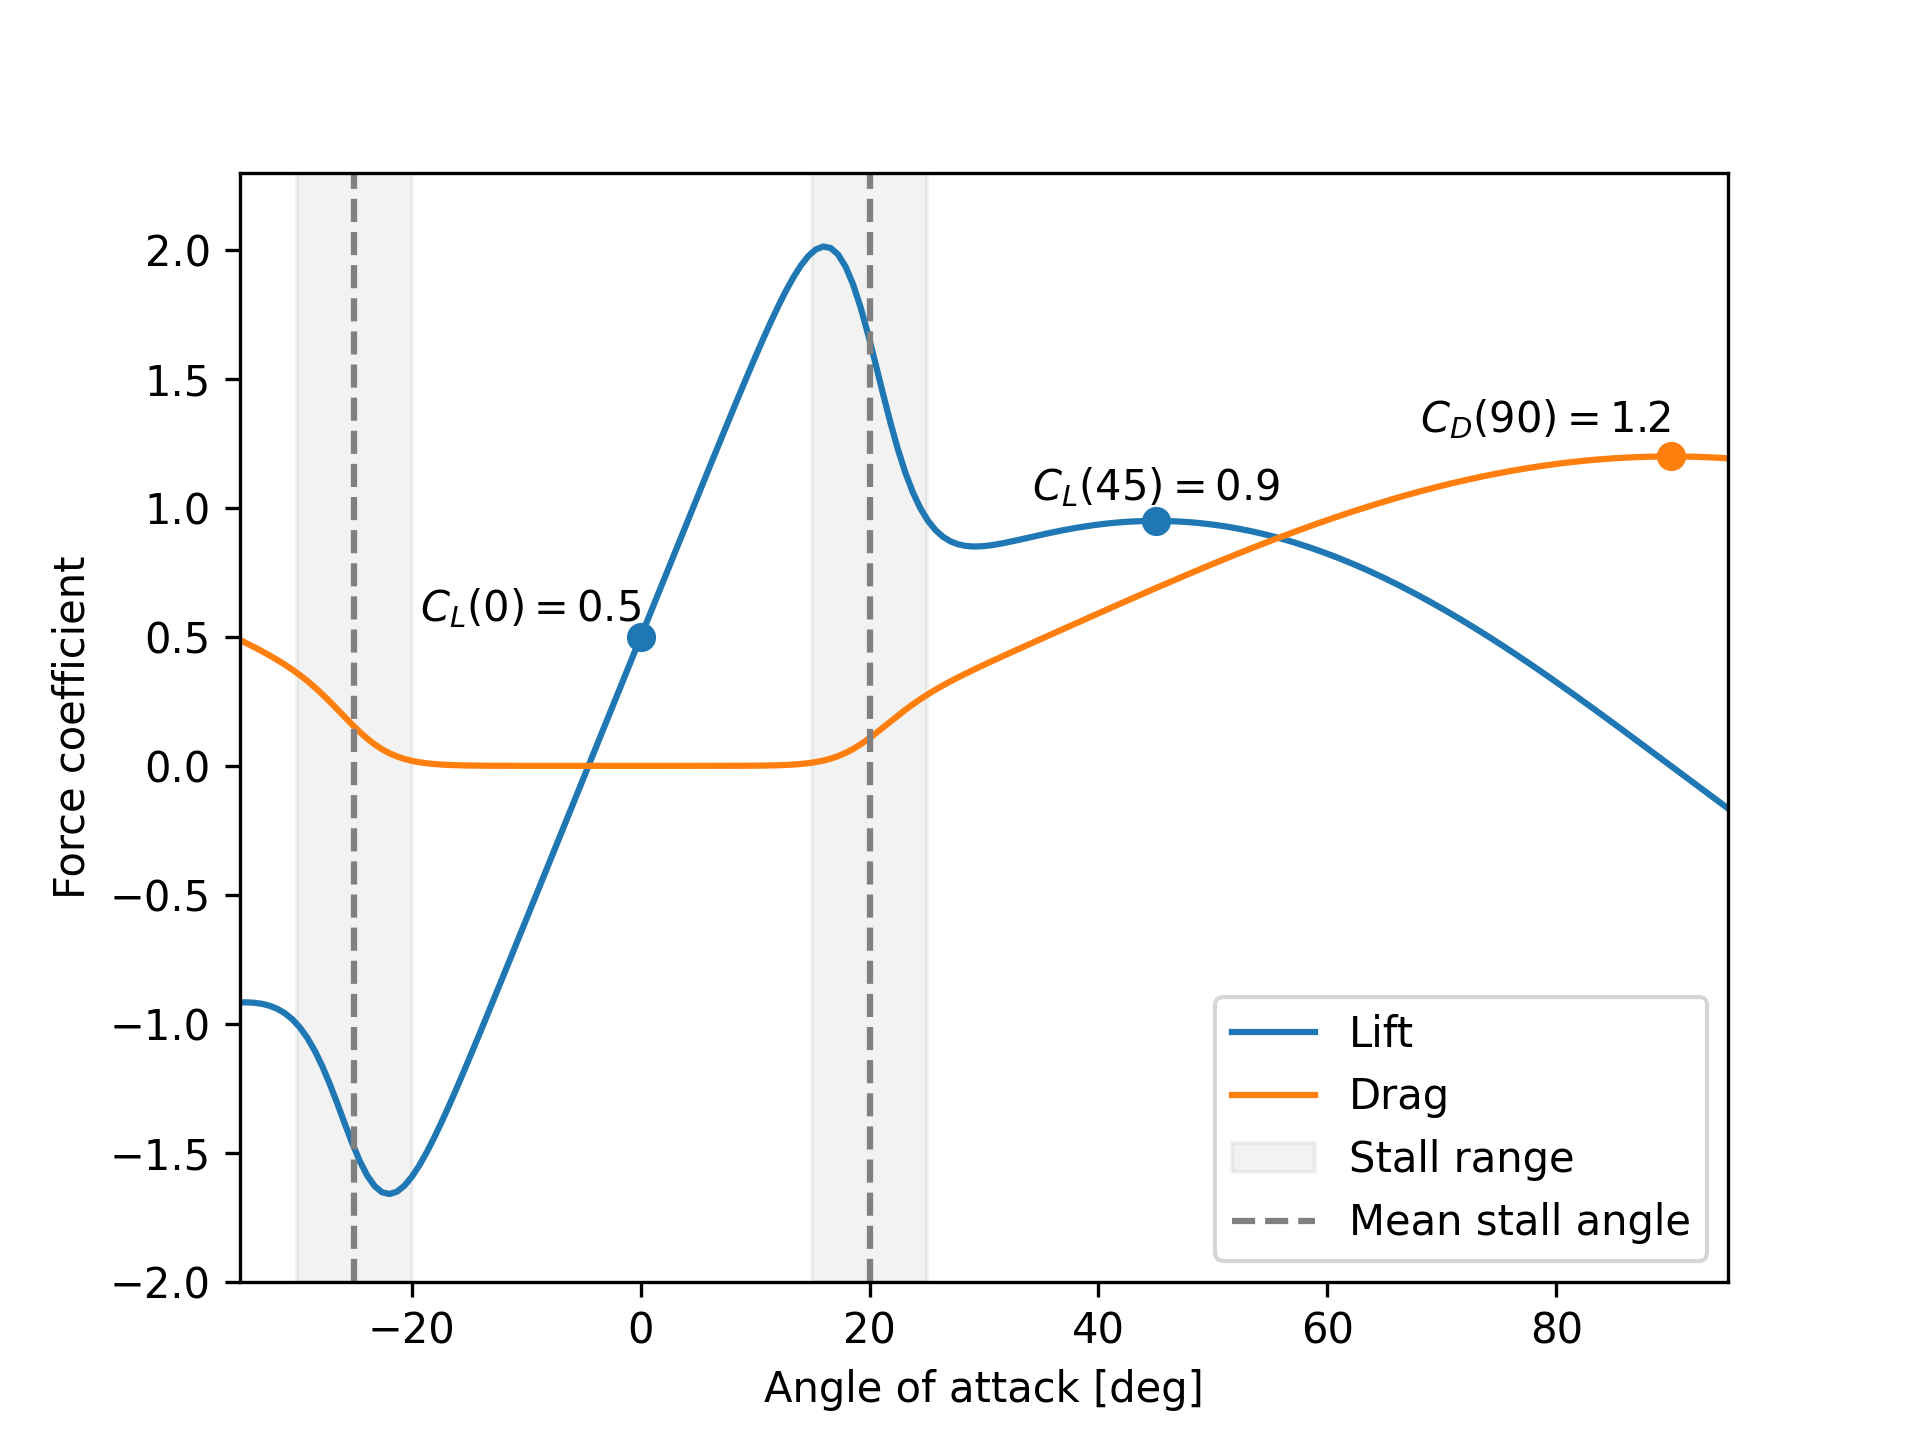 2.0
1.5
1.0
0.5
0.0
−0.5
−1.0
−1.5
−2.0
Force coefficient
C_D(90) = 1.2
C_L(45) = 0.9
C_L(0) = 0.5
Lift
Drag
Stall range
Mean stall angle
−20 0 20 40 60 80
Angle of attack [deg]